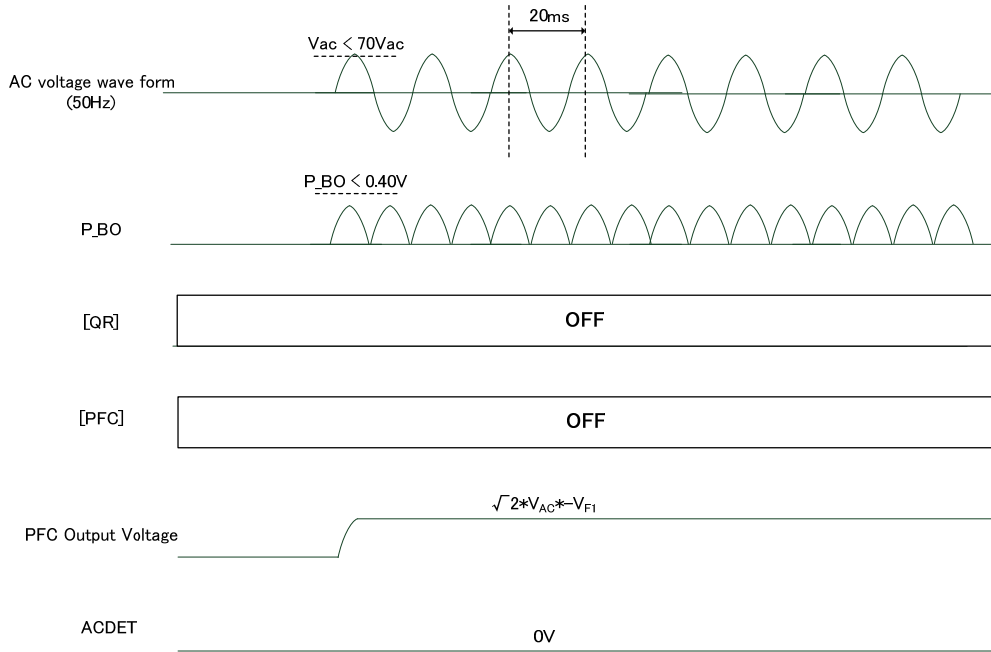 20ms
Vac < 70Vac
AC voltage wave form
(50Hz)
P_BO < 0.40V
P_BO
[QR]
OFF
[PFC]
OFF
√2*VAC*-VF1
PFC Output Voltage
ACDET
0V